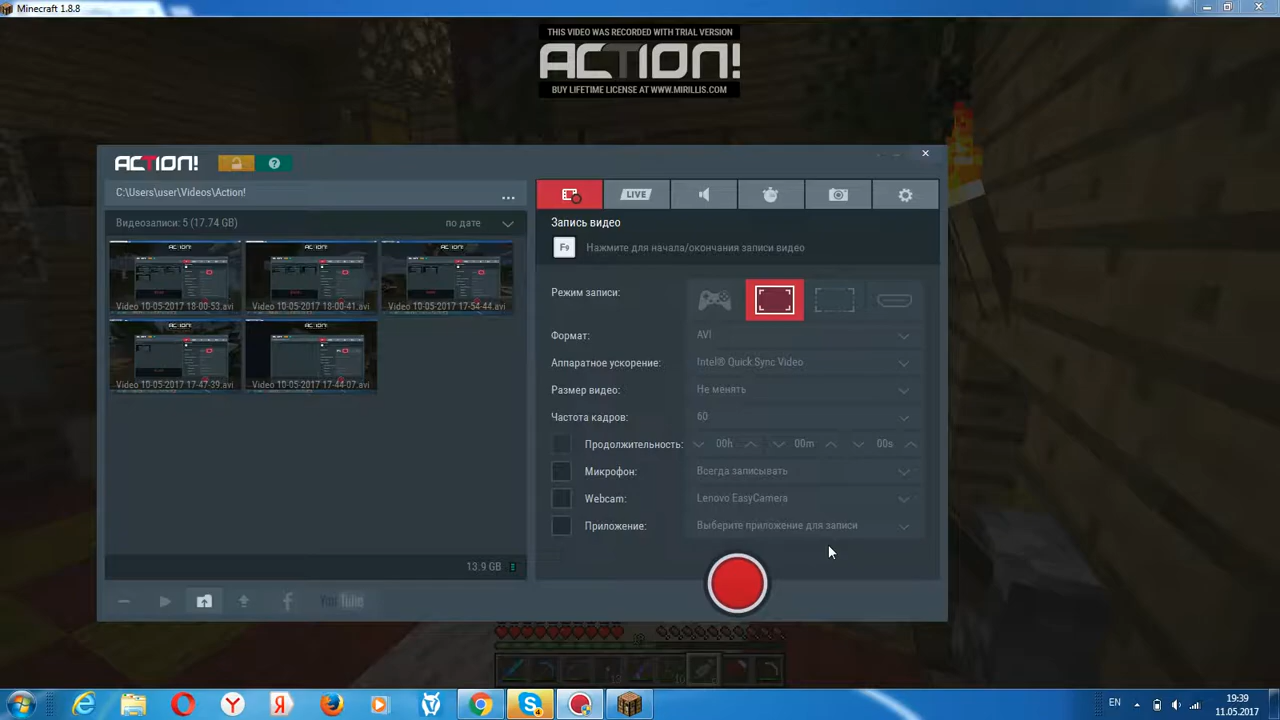 Minecraft 1.8.8
THIS VIDEO WAS RECORDED WITH TRIAL VERSION
ACTION!
BUY LIFETIME LICENSE AT WWW.MIRILLIS.COM
ACTION!
C:\Users\user\Videos\Action!
...
Видеозаписи: 5 (17.74 GB)
по дате
Video 10-05-2017 18-00-53.avi
Video 10-05-2017 18-00-41.avi
Video 10-05-2017 17-54-44.avi
Video 10-05-2017 17-47-39.avi
Video 10-05-2017 17-44-07.avi
13.9 GB
YouTube
LIVE
Запись видео
F9
Нажмите для начала/окончания записи видео
Режим записи:
Формат:
AVI
Аппаратное ускорение:
Intel® Quick Sync Video
Размер видео:
Не менять
Частота кадров:
60
Продолжительность:
00h
00m
00s
Микрофон:
Всегда записывать
Webcam:
Lenovo EasyCamera
Приложение:
Выберите приложение для записи
EN
19:39
11.05.2017